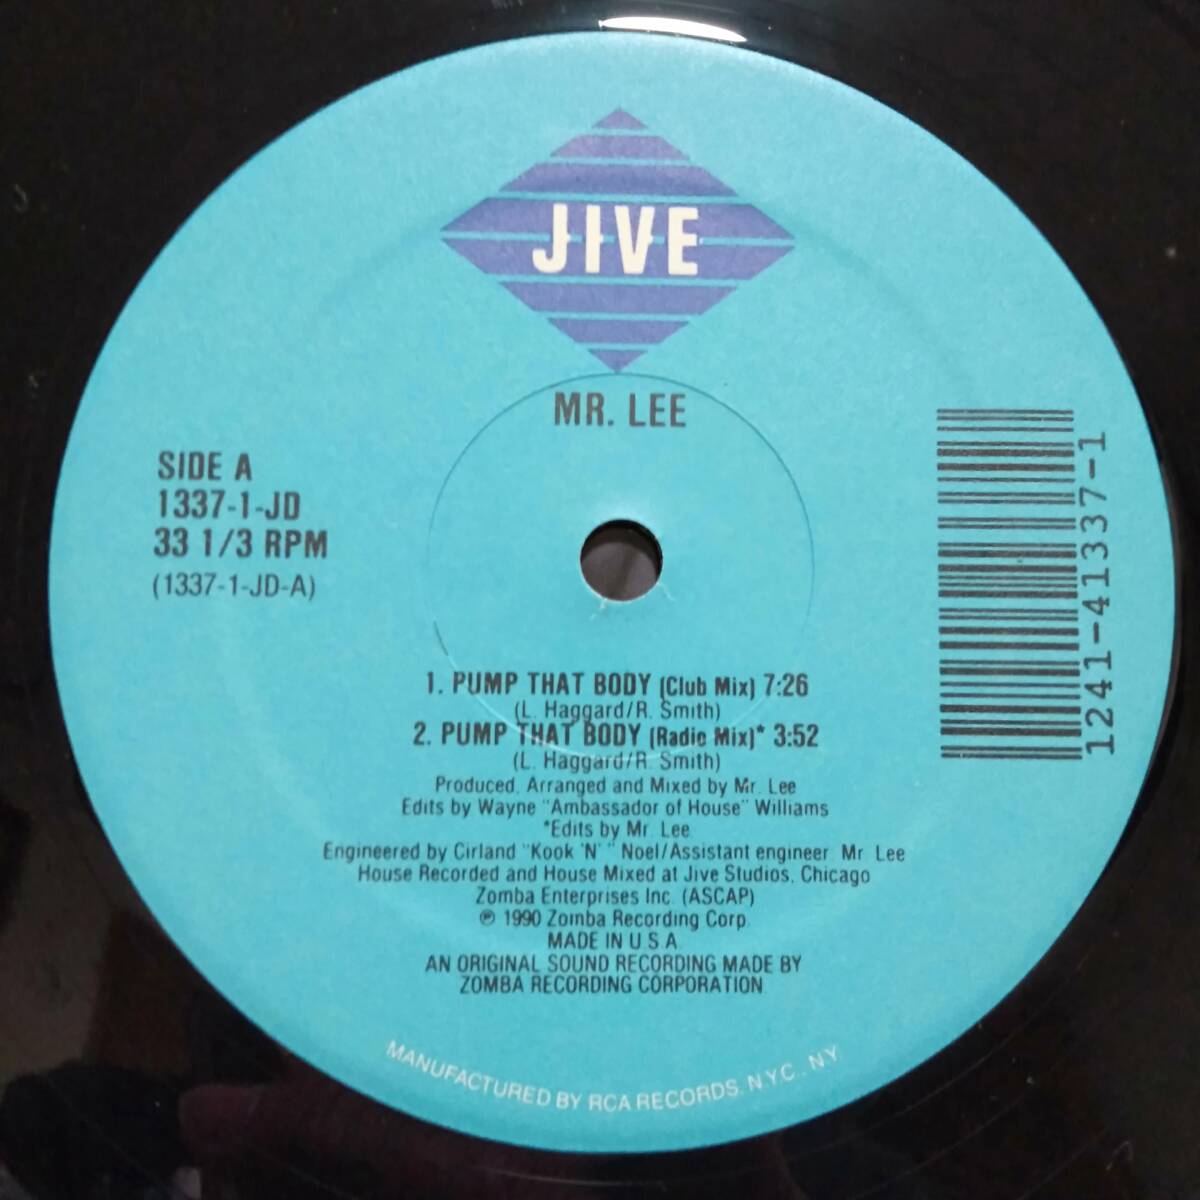 JIVE
MR. LEE
SIDE A
1337-1-JD
33 1/3 RPM
(1337-1-JD-A)
1241-41337-1
1. PUMP THAT BODY (Club Mix) 7:26
(L. Haggard/R. Smith)
2. PUMP THAT BODY (Radio Mix)* 3:52
(L. Haggard/R. Smith)
Produced, Arranged and Mixed by Mr. Lee
Edits by Wayne "Ambassador of House" Williams
*Edits by Mr. Lee
Engineered by Cirland "Kook 'N' " Noel/Assistant engineer Mr. Lee
House Recorded and House Mixed at Jive Studios, Chicago
Zomba Enterprises Inc. (ASCAP)
℗ 1990 Zomba Recording Corp.
MADE IN U.S.A.
AN ORIGINAL SOUND RECORDING MADE BY
ZOMBA RECORDING CORPORATION
MANUFACTURED BY RCA RECORDS, N.Y.C., N.Y.